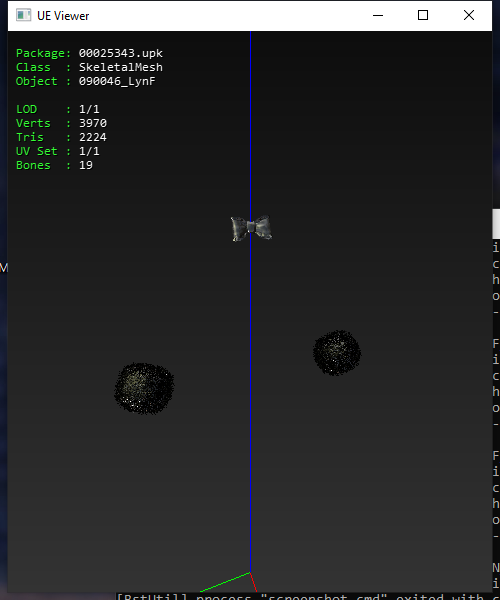 UE Viewer
Package: 00025343.upk
Class : SkeletalMesh
Object : 090046_LynF
LOD : 1/1
Verts : 3970
Tris : 2224
UV Set : 1/1
Bones : 19
M
i
c
h
o
-
F
i
c
h
o
-
F
i
c
h
o
-
N
i
[BstUtil] process "screenshot.cmd" exited with c